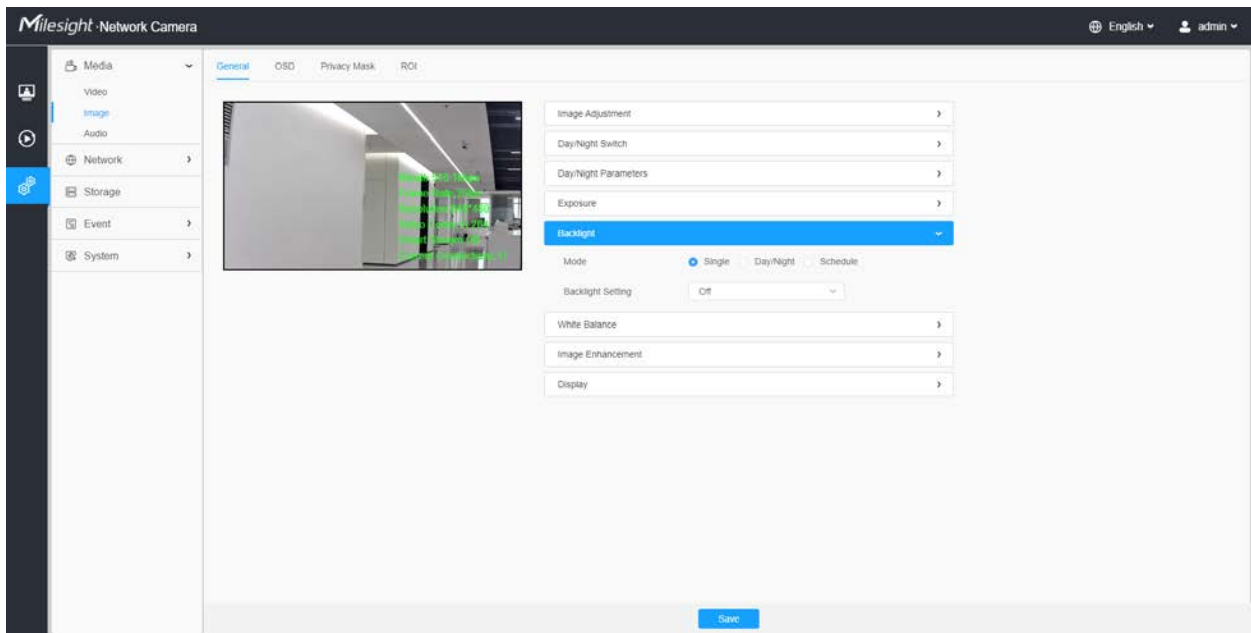 Milesight · Network Camera
English
admin
Media
Video
Image
Audio
Network
Storage
Event
System
General OSD Privacy Mask ROI
Image Adjustment
Day/Night Switch
Day/Night Parameters
Exposure
Backlight
Mode Single Day/Night Schedule
Backlight Setting Off
White Balance
Image Enhancement
Display
Save